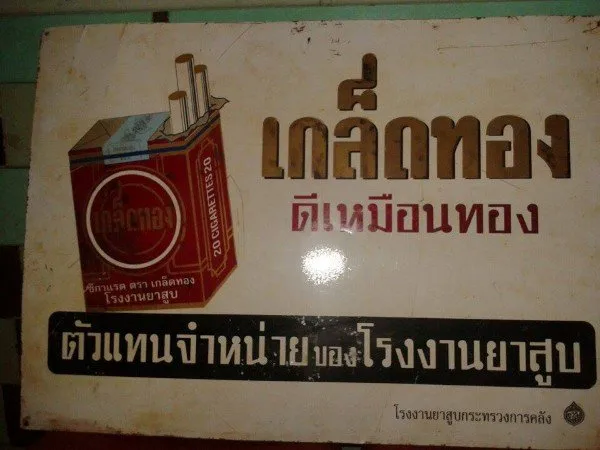 เกล็ดทอง
ดีเหมือนทอง
เกล็ดทอง
20 CIGARETTES 20
ซิกาแรต ตรา เกล็ดทอง
โรงงานยาสูบ
ตัวแทนจำหน่ายของโรงงานยาสูบ
โรงงานยาสูบกระทรวงการคลัง